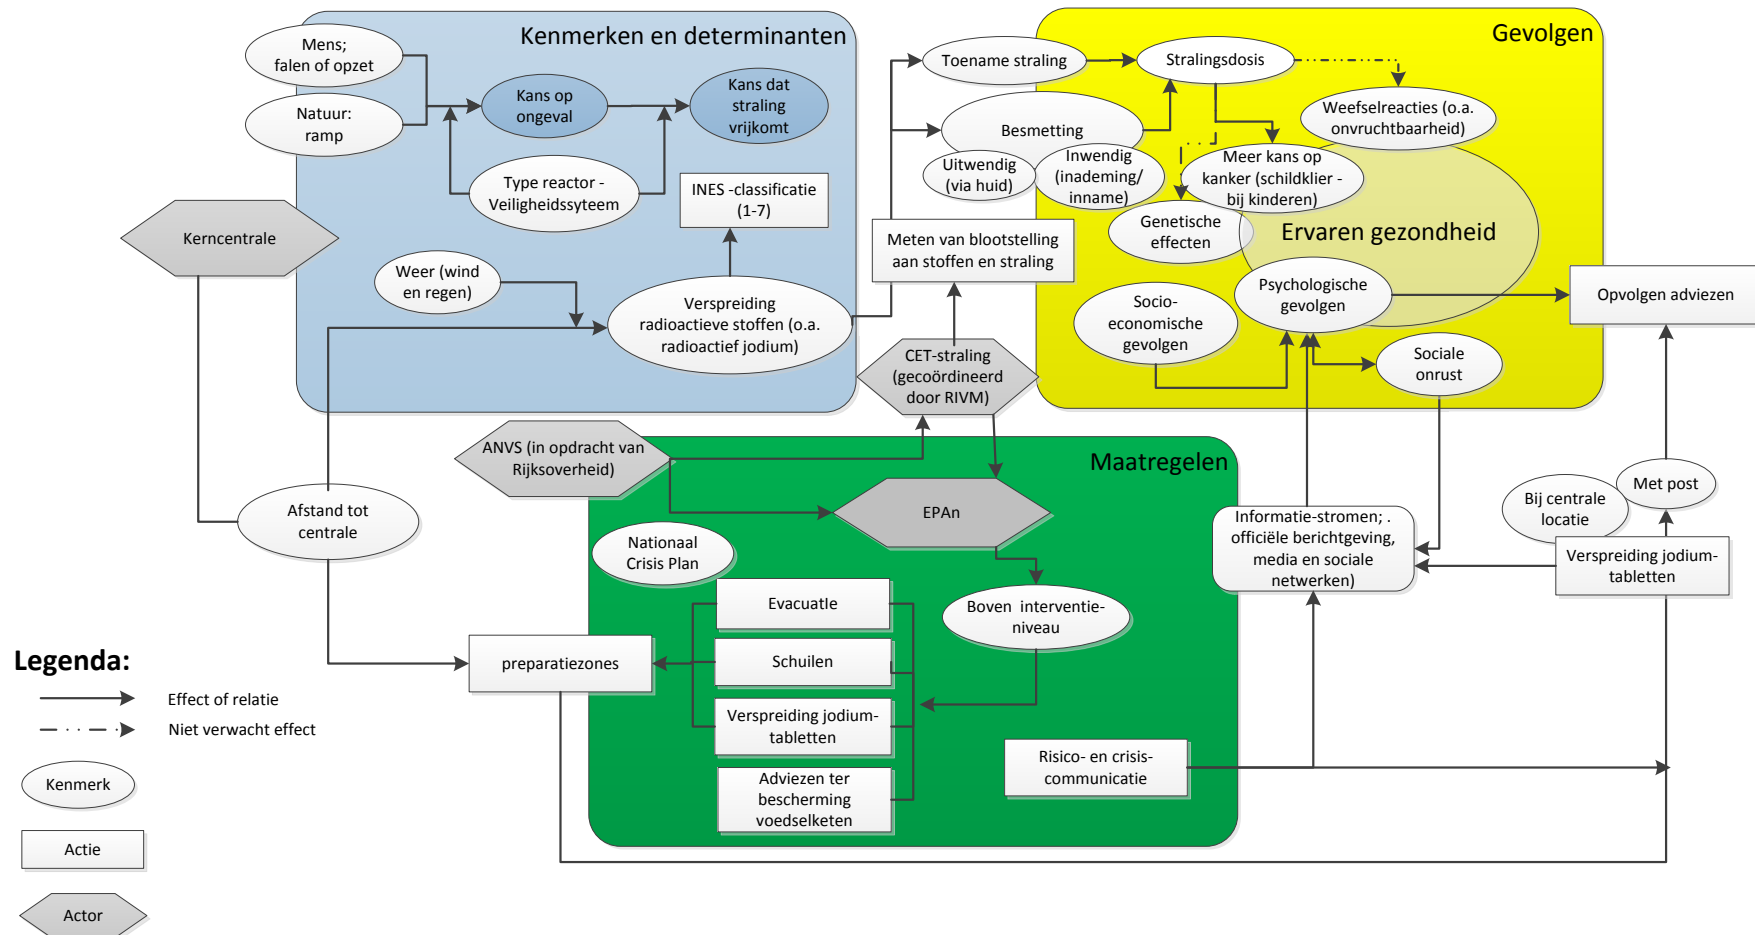 Kenmerken en determinanten
Mens;
falen of opzet
Natuur:
ramp
Kans op
ongeval
Kans dat
straling
vrijkomt
Type reactor -
Veiligheidssyteem
INES -classificatie
(1-7)
Kerncentrale
Weer (wind
en regen)
Verspreiding
radioactieve stoffen (o.a.
radioactief jodium)
Afstand tot
centrale
Gevolgen
Toename straling
Stralingsdosis
Weefselreacties (o.a.
onvruchtbaarheid)
Besmetting
Uitwendig
(via huid)
Inwendig
(inademing/
inname)
Meer kans op
kanker (schildklier -
bij kinderen)
Genetische
effecten
Ervaren gezondheid
Meten van blootstelling
aan stoffen en straling
Psychologische
gevolgen
Socio-
economische
gevolgen
Sociale
onrust
Opvolgen adviezen
CET-straling
(gecoördineerd
door RIVM)
ANVS (in opdracht van
Rijksoverheid)
Maatregelen
EPAn
Nationaal
Crisis Plan
Boven interventie-
niveau
EvacuatIe
Schuilen
Verspreiding jodium-
tabletten
Adviezen ter
bescherming
voedselketen
preparatiezones
Risico- en crisis-
communicatie
Informatie-stromen; .
officiële berichtgeving,
media en sociale
netwerken)
Bij centrale
locatie
Met post
Verspreiding jodium-
tabletten
Legenda:
Effect of relatie
Niet verwacht effect
Kenmerk
Actie
Actor